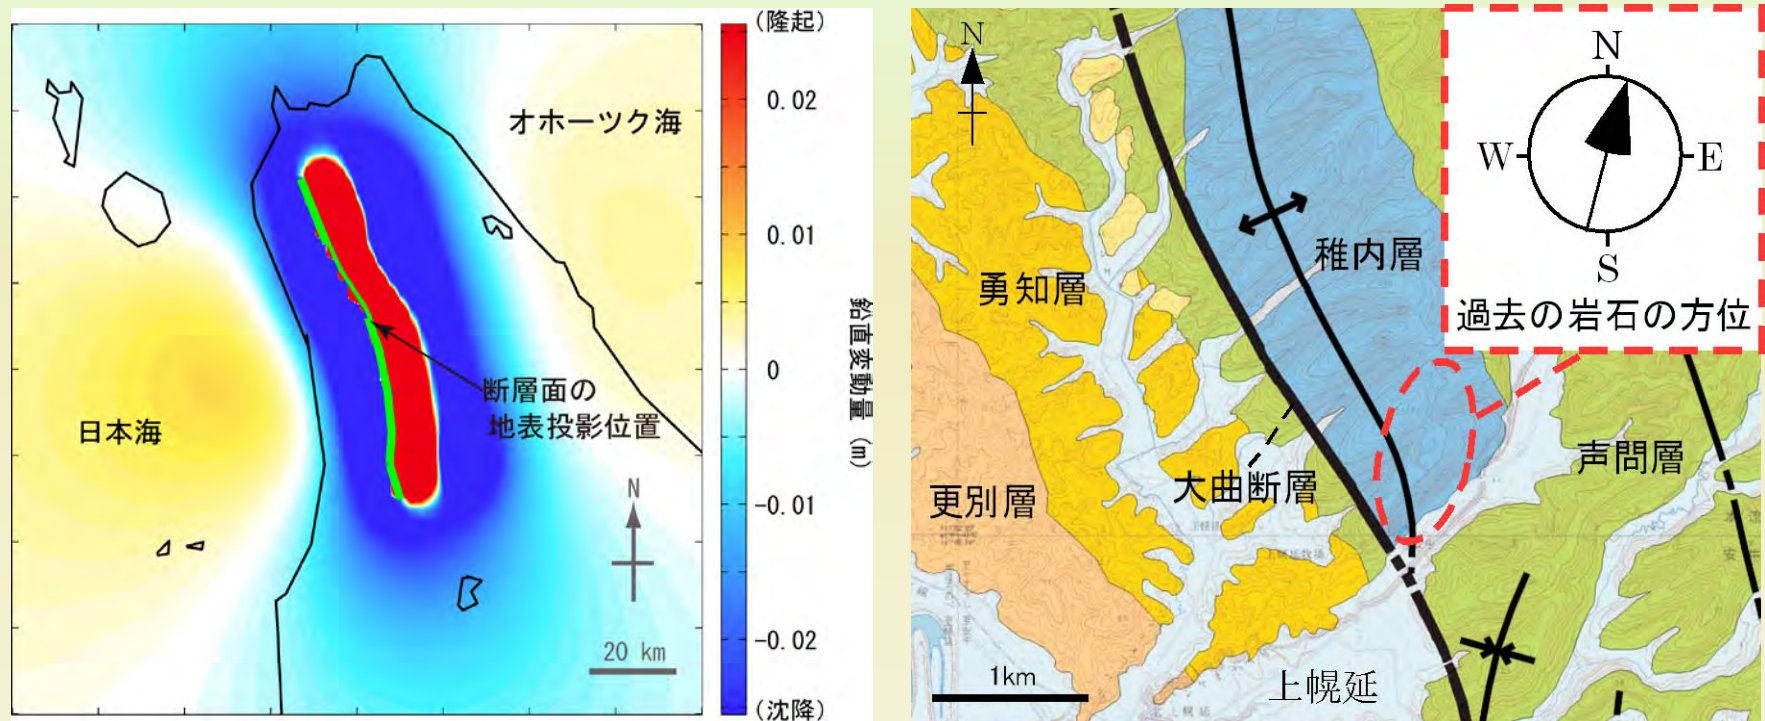 (隆起)
0.02
0.01
0
-0.01
-0.02
(沈降)
鉛直変動量 (m)
オホーツク海
日本海
断層面の
地表投影位置
N
20 km
N
勇知層
更別層
稚内層
大曲断層
声問層
上幌延
1km
N
W
E
S
過去の岩石の方位
上幌延